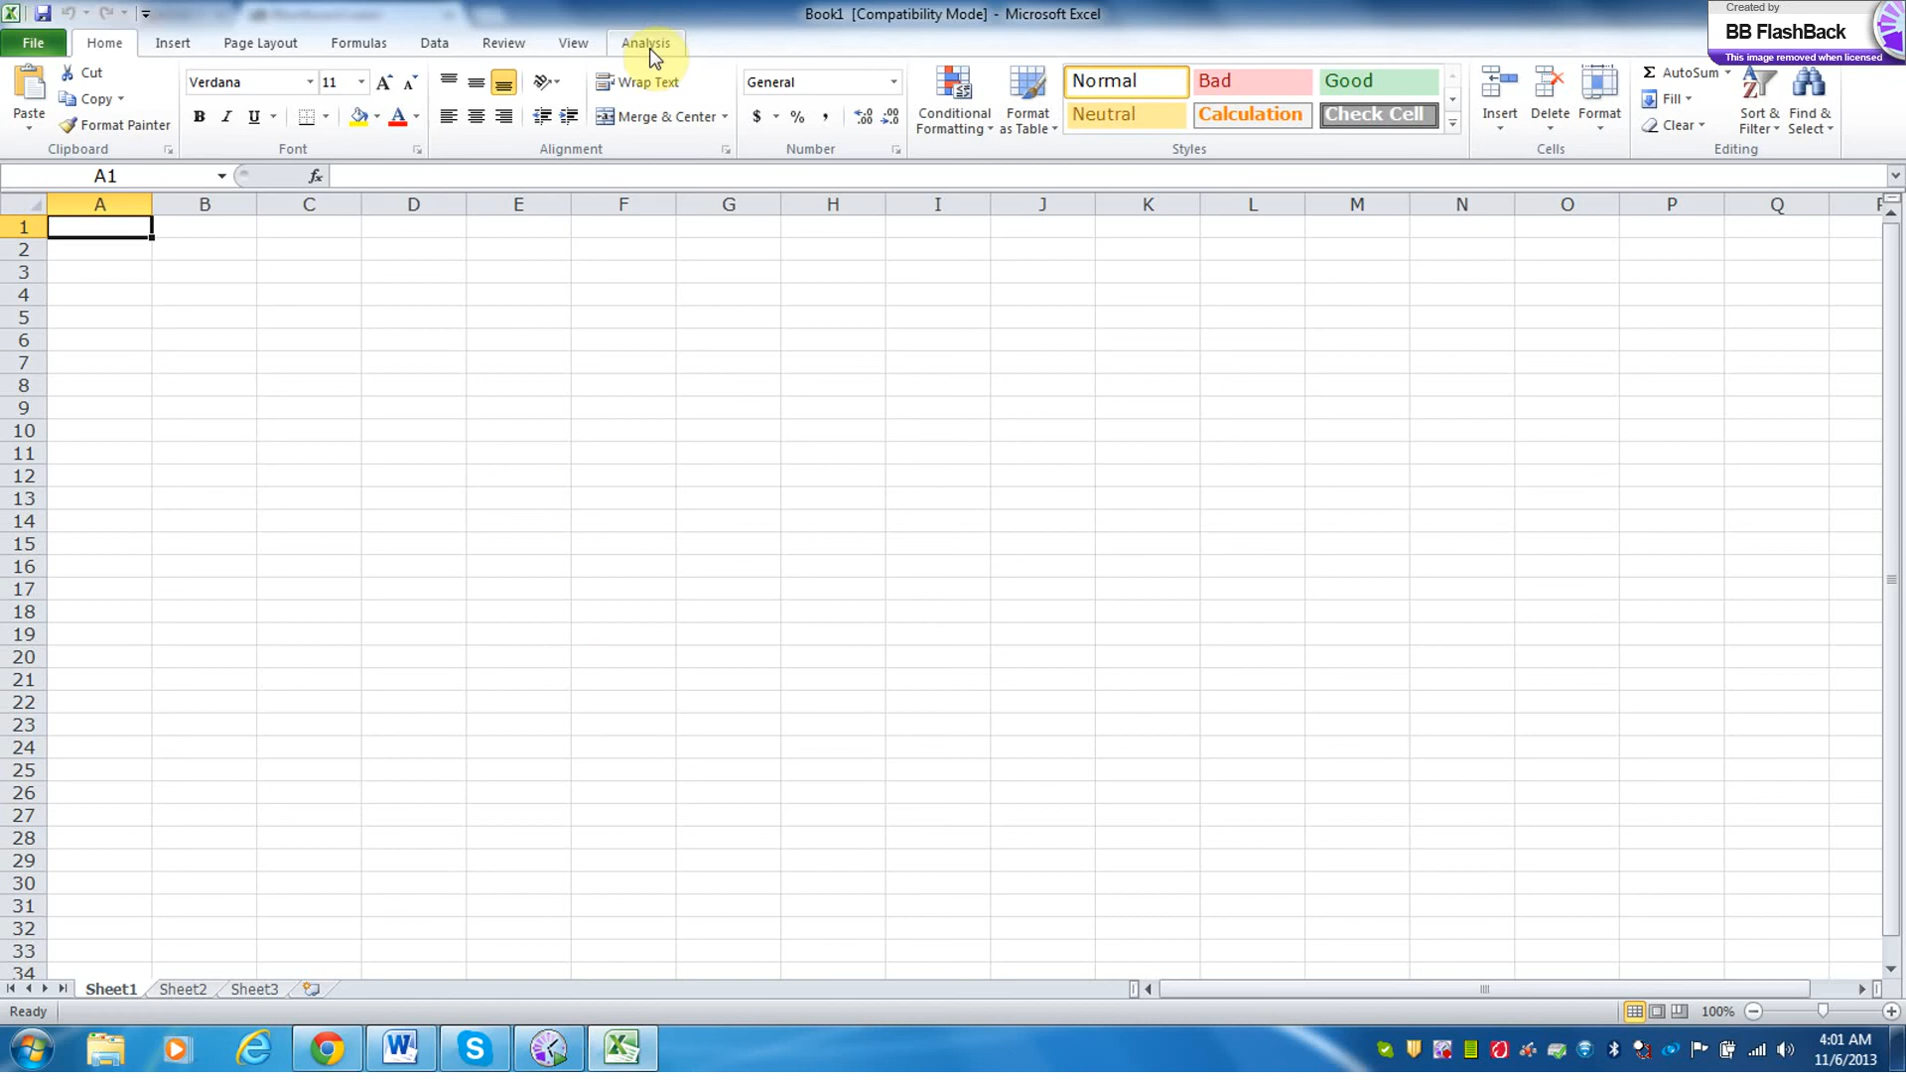 Book1 [Compatibility Mode] - Microsoft Excel
Created by
BB FlashBack
This image removed when licensed
File Home Insert Page Layout Formulas Data Review View Analysis
Paste
Cut
Copy
Format Painter
Clipboard
Verdana 11
B I U A
Font
Wrap Text
Merge & Center
Alignment
General
$ % ,
Number
Conditional
Formatting
Format
as Table
Normal Bad Good
Neutral Calculation Check Cell
Styles
Insert Delete Format
Cells
Σ AutoSum
Fill
Clear
Sort &
Filter
Find &
Select
Editing
A1 fx
A B C D E F G H I J K L M N O P Q
1
2
3
4
5
6
7
8
9
10
11
12
13
14
15
16
17
18
19
20
21
22
23
24
25
26
27
28
29
30
31
32
33
34
Sheet1 Sheet2 Sheet3
Ready 100%
4:01 AM
11/6/2013